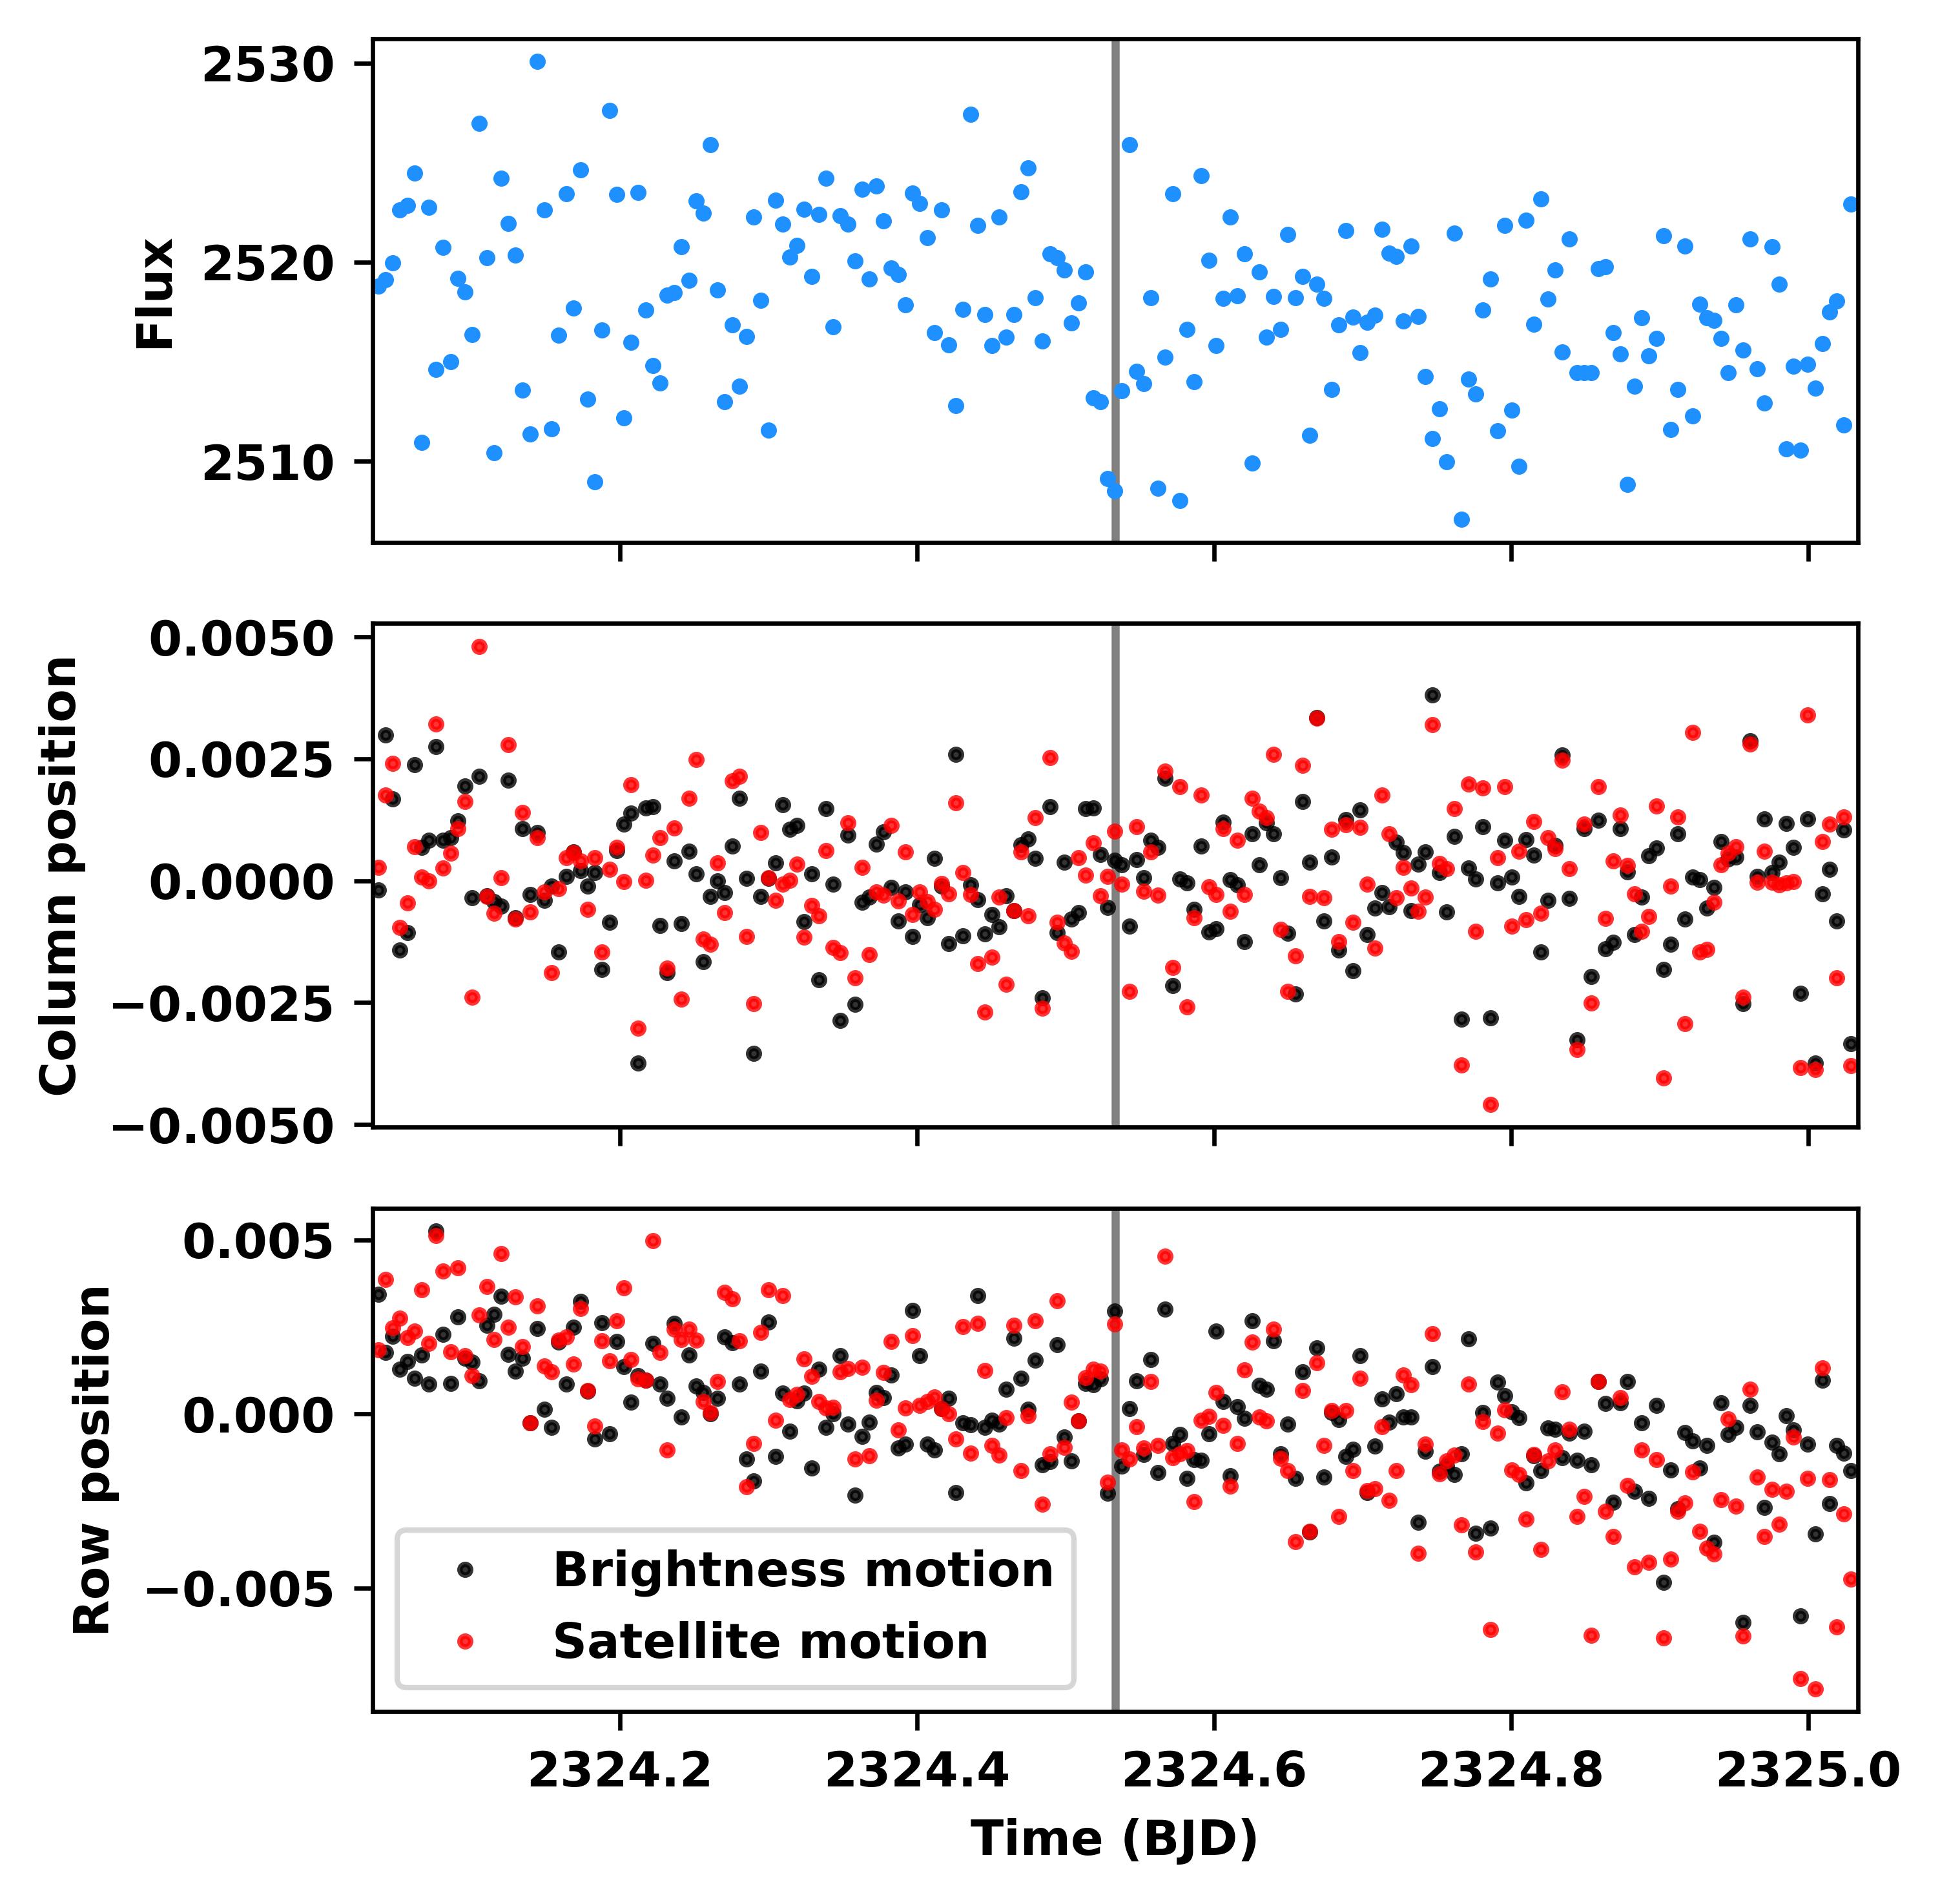 Flux
2530
2520
2510
Column position
0.0050
0.0025
0.0000
−0.0025
−0.0050
Row position
0.005
0.000
−0.005
Brightness motion
Satellite motion
2324.2 2324.4 2324.6 2324.8 2325.0
Time (BJD)